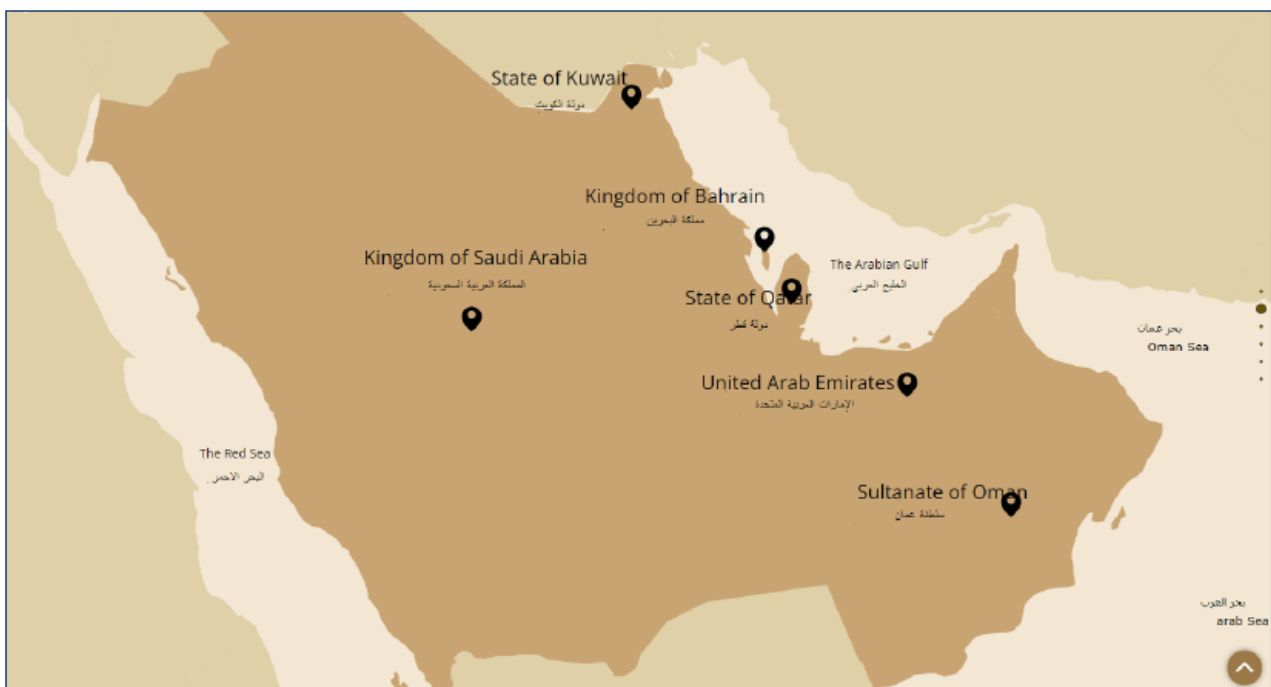 State of Kuwait
دولة الكويت
Kingdom of Bahrain
مملكة البحرين
Kingdom of Saudi Arabia
المملكة العربية السعودية
The Arabian Gulf
الخليج العربي
State of Qatar
دولة قطر
بحر عمان
Oman Sea
United Arab Emirates
الإمارات العربية المتحدة
The Red Sea
البحر الاحمر
Sultanate of Oman
سلطنة عمان
بحر العرب
arab Sea